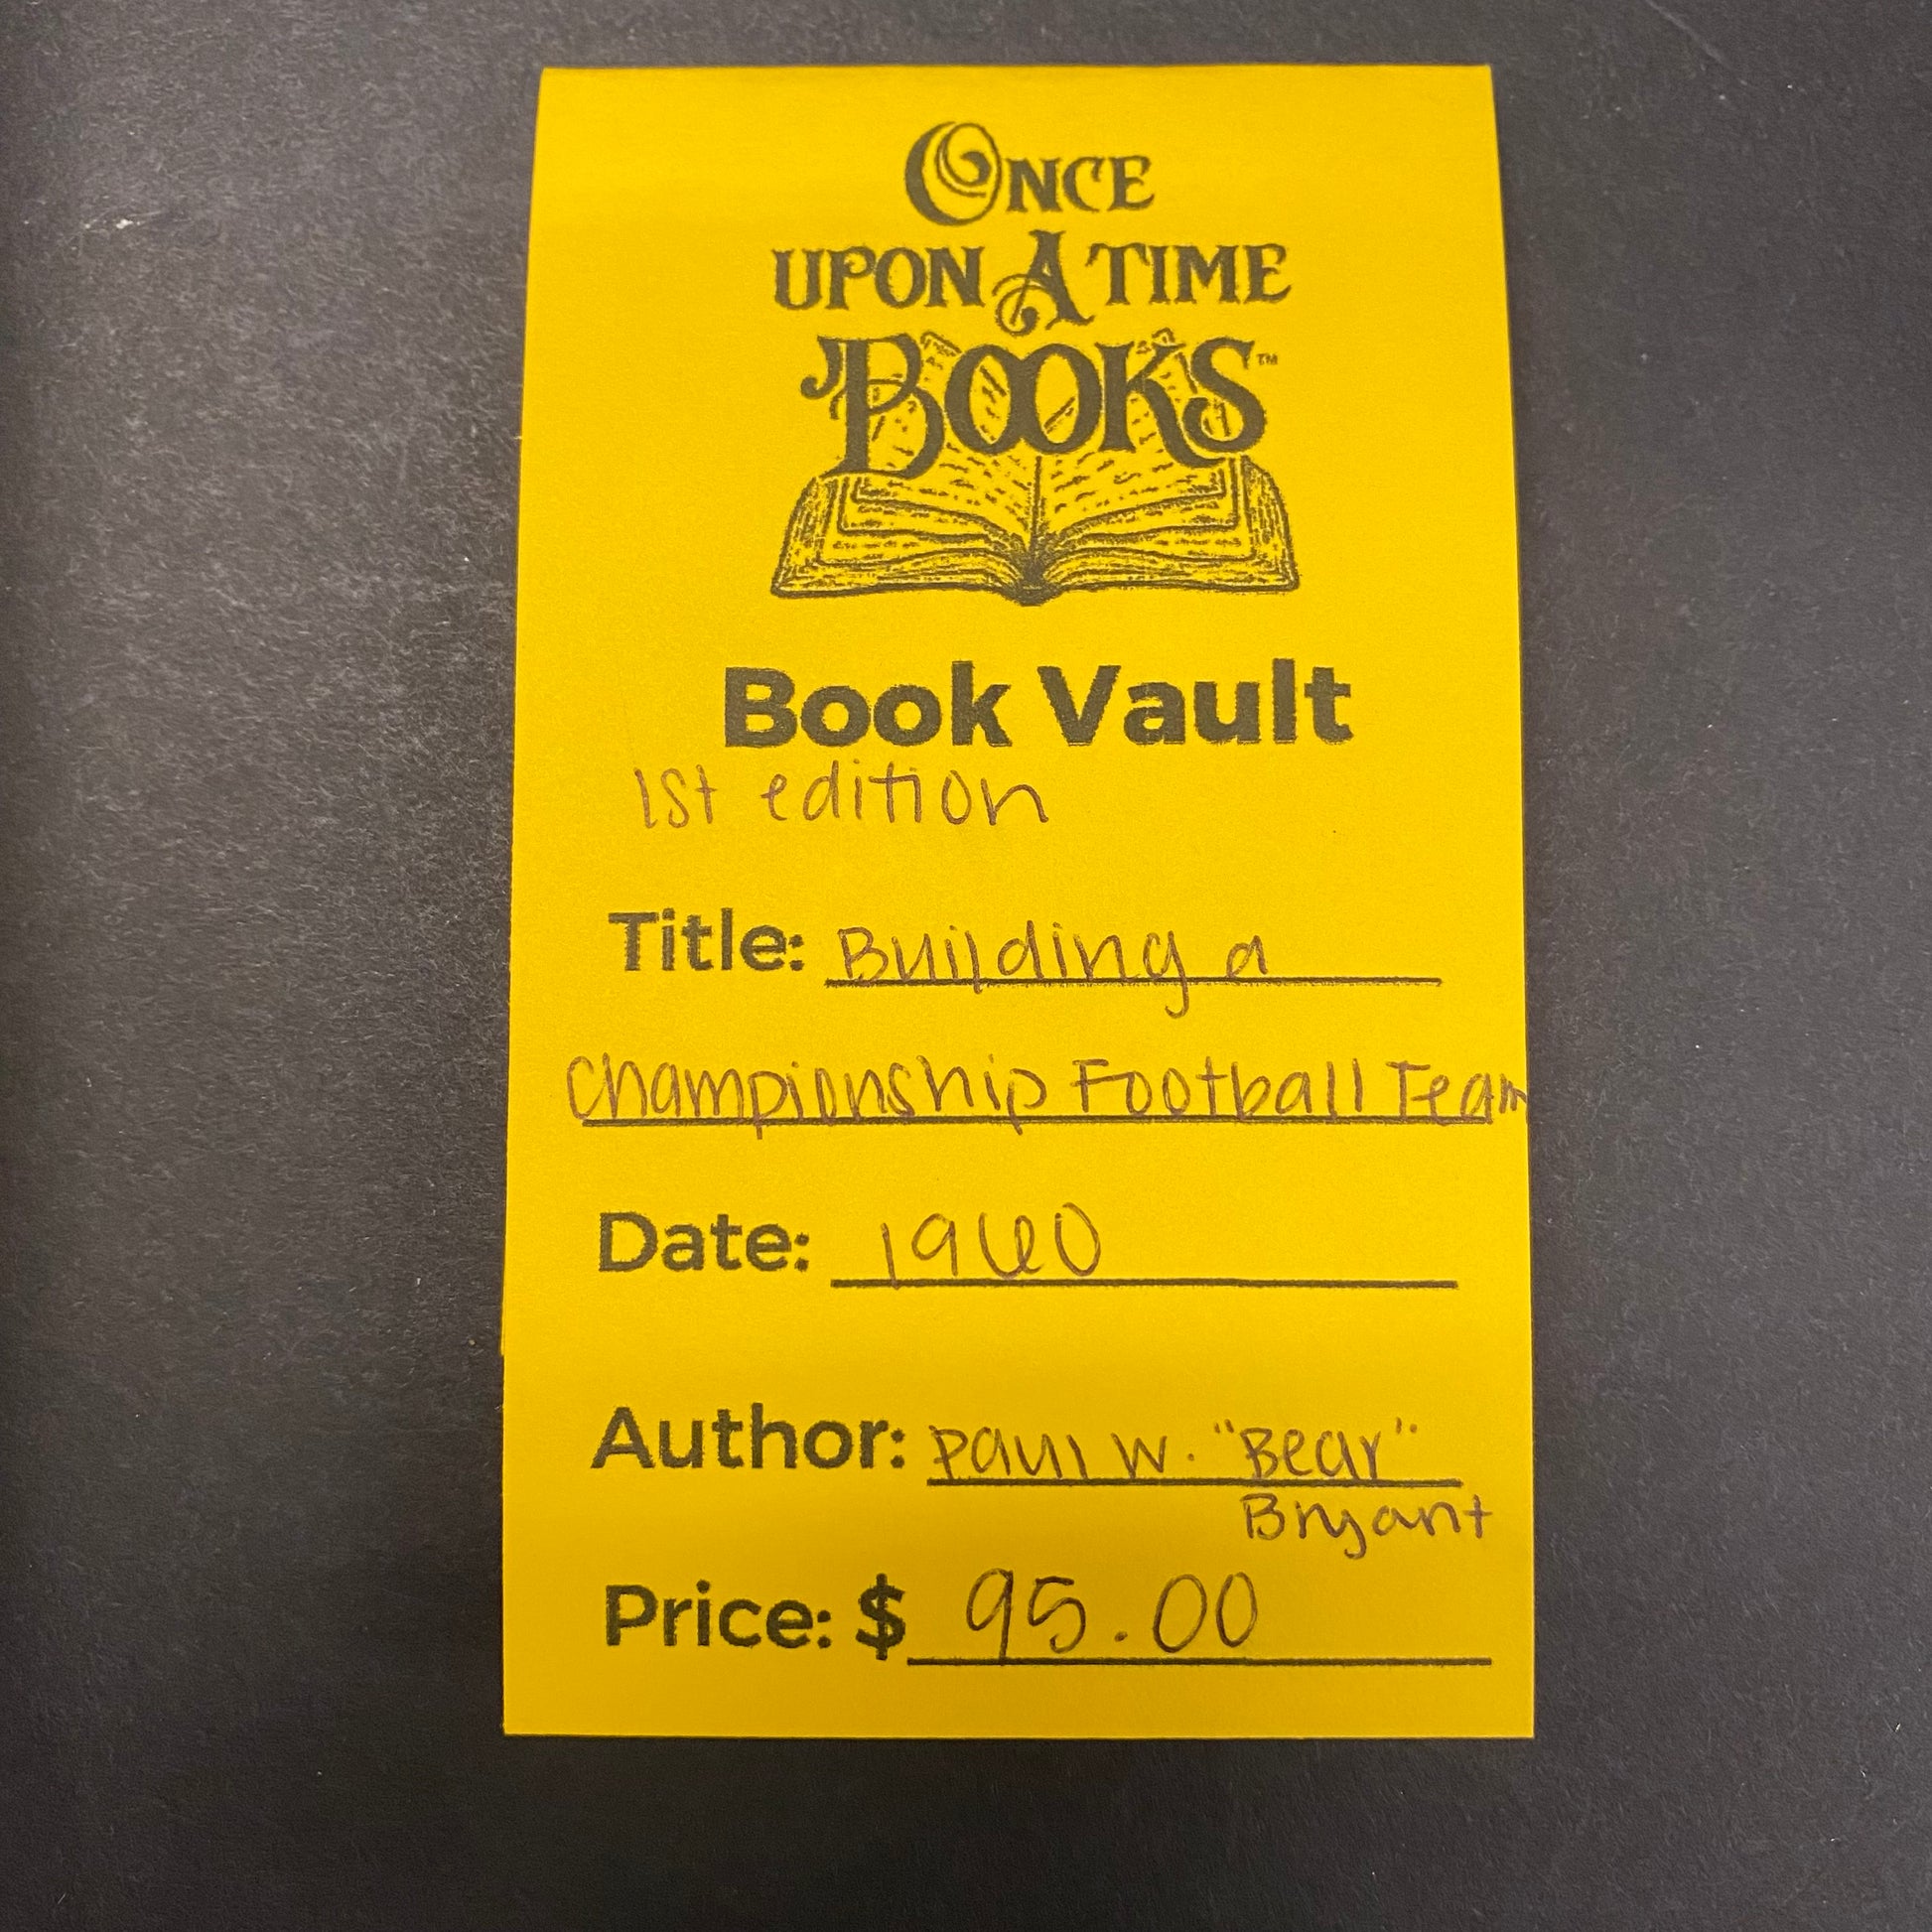 ONCE
UPON A TIME
BOOKS™
Book Vault
1st edition
Title: Building a
Championship Football Team
Date: 1960
Author: Paul W. "Bear"
Bryant
Price: $ 95.00